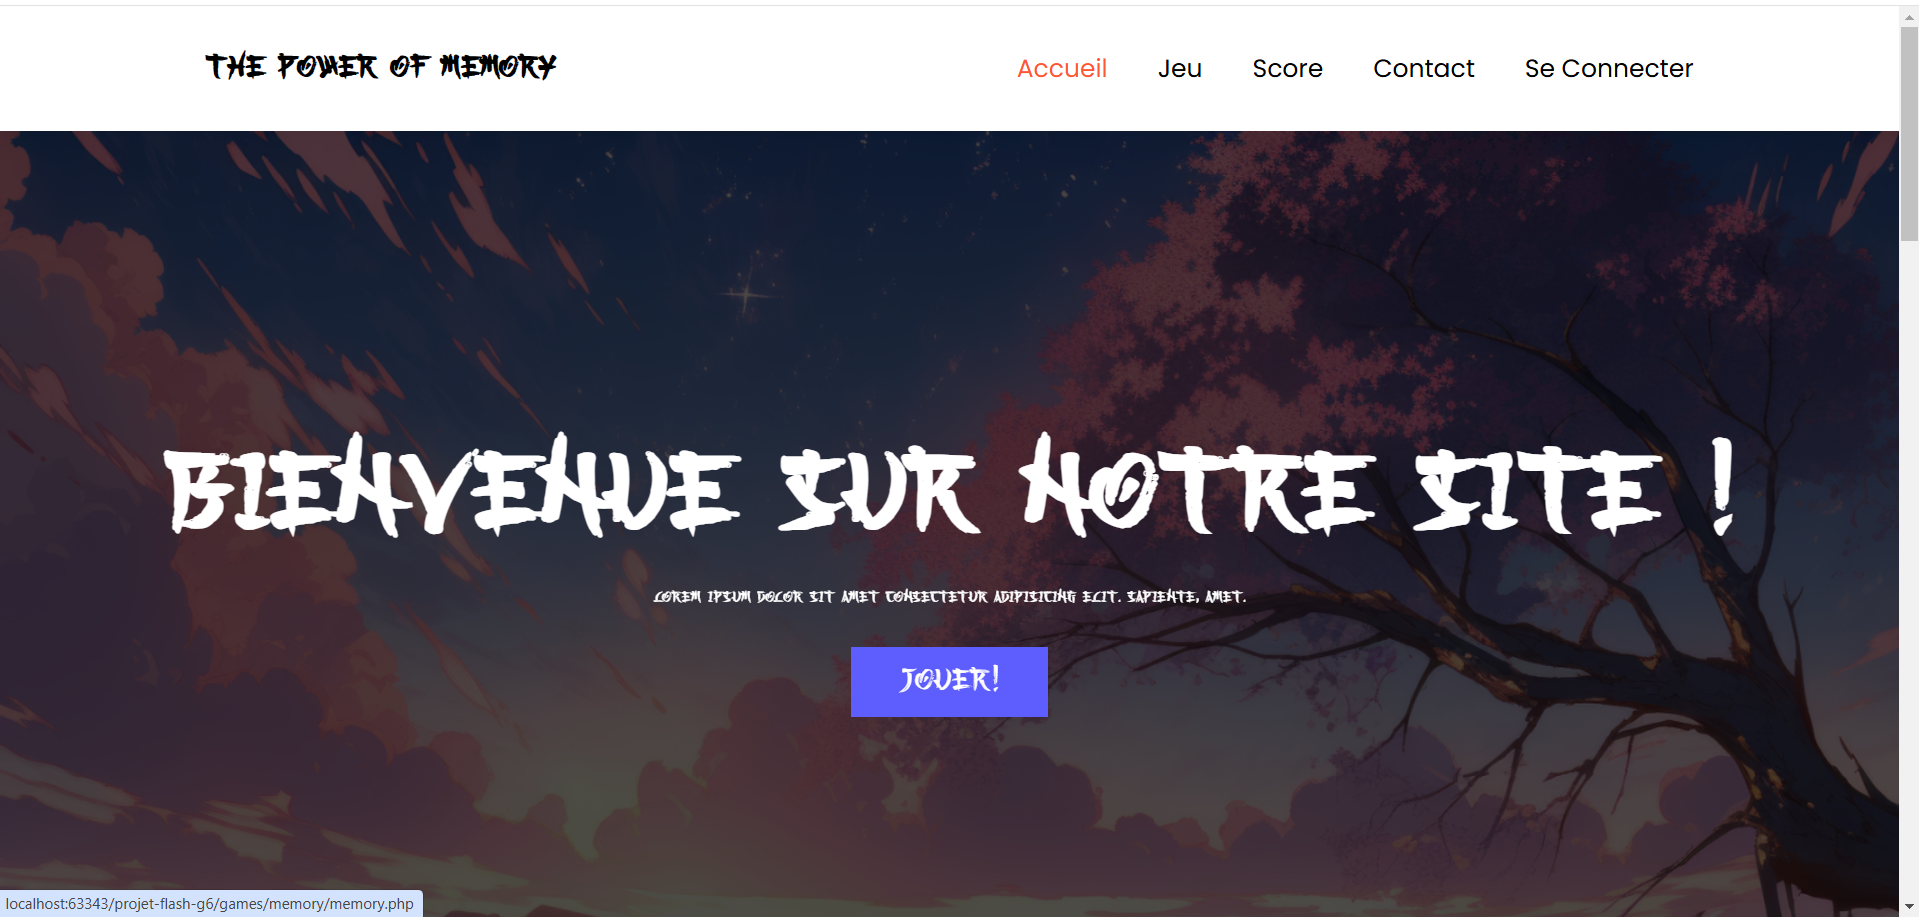 THE POWER OF MEMORY
Accueil Jeu Score Contact Se Connecter
BIENVENUE SUR NOTRE SITE !
LOREM IPSUM DOLOR SIT AMET CONSECTETUR ADIPISICING ELIT. SAPIENTE, AMET.
JOUER!
localhost:63343/projet-flash-g6/games/memory/memory.php